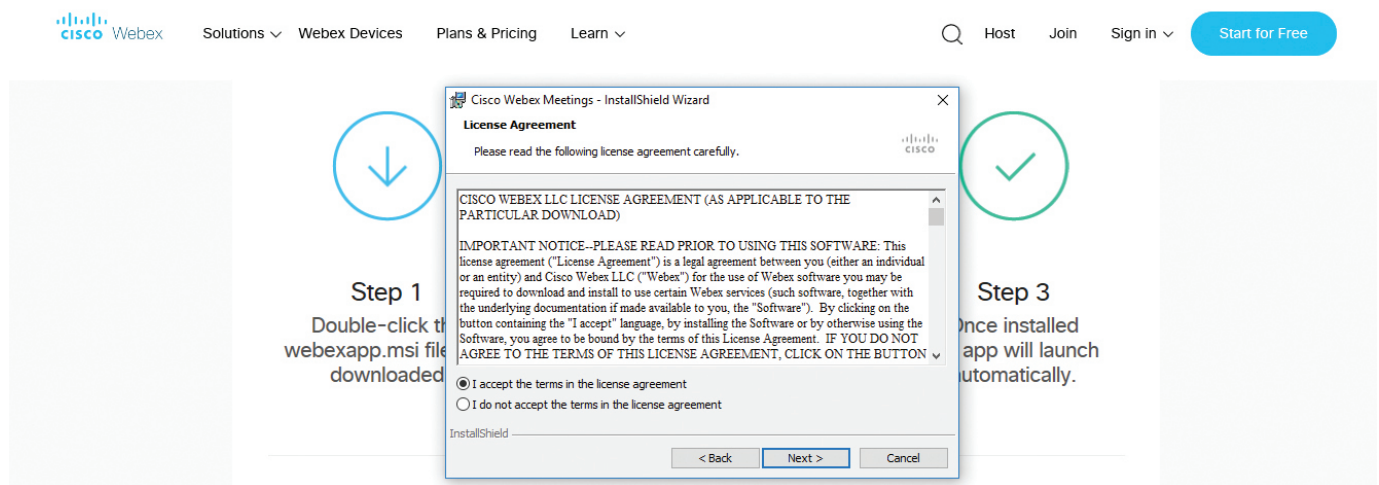 CISCO Webex
Solutions
Webex Devices
Plans & Pricing
Learn
Host
Join
Sign in
Start for Free
Step 1
Double-click
webexapp.msi
downloaded
Cisco Webex Meetings - InstallShield Wizard
License Agreement
Please read the following license agreement carefully.
CISCO
CISCO WEBEX LLC LICENSE AGREEMENT (AS APPLICABLE TO THE
PARTICULAR DOWNLOAD)
IMPORTANT NOTICE--PLEASE READ PRIOR TO USING THIS SOFTWARE: This
license agreement ("License Agreement") is a legal agreement between you (either an individual
or an entity) and Cisco Webex LLC ("Webex") for the use of Webex software you may be
required to download and install to use certain Webex services (such software, together with
the underlying documentation if made available to you, the "Software"). By clicking on the
button containing the "I accept" language, by installing the Software or by otherwise using the
Software, you agree to be bound by the terms of this License Agreement. IF YOU DO NOT
AGREE TO THE TERMS OF THIS LICENSE AGREEMENT, CLICK ON THE BUTTON
I accept the terms in the license agreement
I do not accept the terms in the license agreement
InstallShield
< Back
Next >
Cancel
Step 3
installed
app will launch